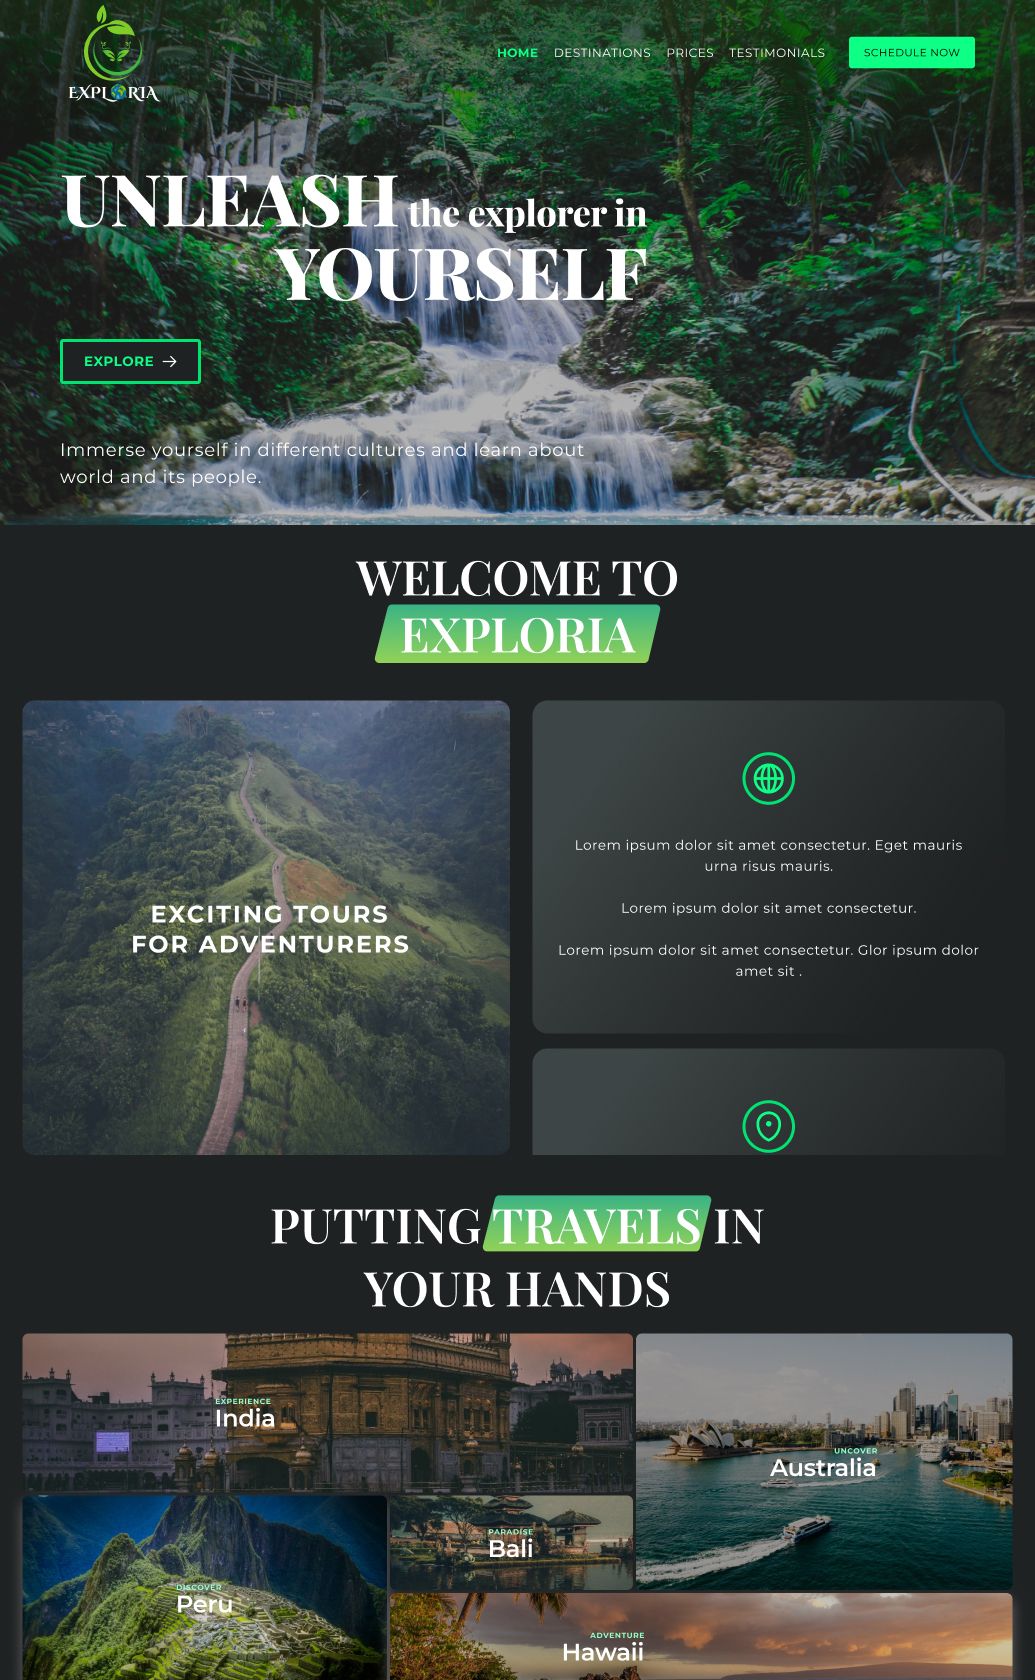 EXPLORIA
HOME DESTINATIONS PRICES TESTIMONIALS SCHEDULE NOW
UNLEASH the explorer in
YOURSELF
EXPLORE
Immerse yourself in different cultures and learn about
world and its people.
WELCOME TO
EXPLORIA
EXCITING TOURS
FOR ADVENTURERS
Lorem ipsum dolor sit amet consectetur. Eget mauris
urna risus mauris.
Lorem ipsum dolor sit amet consectetur.
Lorem ipsum dolor sit amet consectetur. Glor ipsum dolor
amet sit .
PUTTING TRAVELS IN
YOUR HANDS
EXPERIENCE
India
UNCOVER
Australia
PARADISE
Bali
DISCOVER
Peru
ADVENTURE
Hawaii